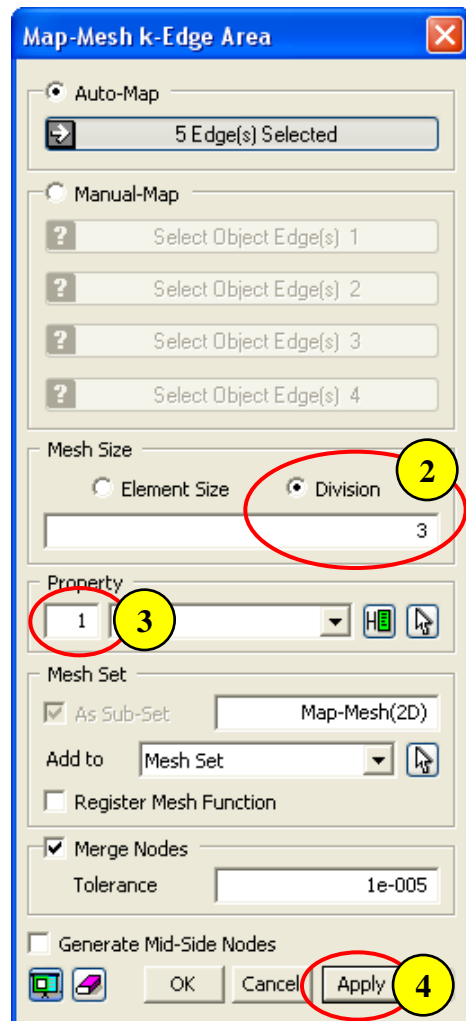 Map-Mesh k-Edge Area
Auto-Map
5 Edge(s) Selected
Manual-Map
? Select Object Edge(s) 1
? Select Object Edge(s) 2
? Select Object Edge(s) 3
? Select Object Edge(s) 4
Mesh Size
2
Element Size Division
3
Property
1 3
Mesh Set
As Sub-Set Map-Mesh(2D)
Add to Mesh Set
Register Mesh Function
Merge Nodes
Tolerance 1e-005
Generate Mid-Side Nodes
OK Cancel Apply 4